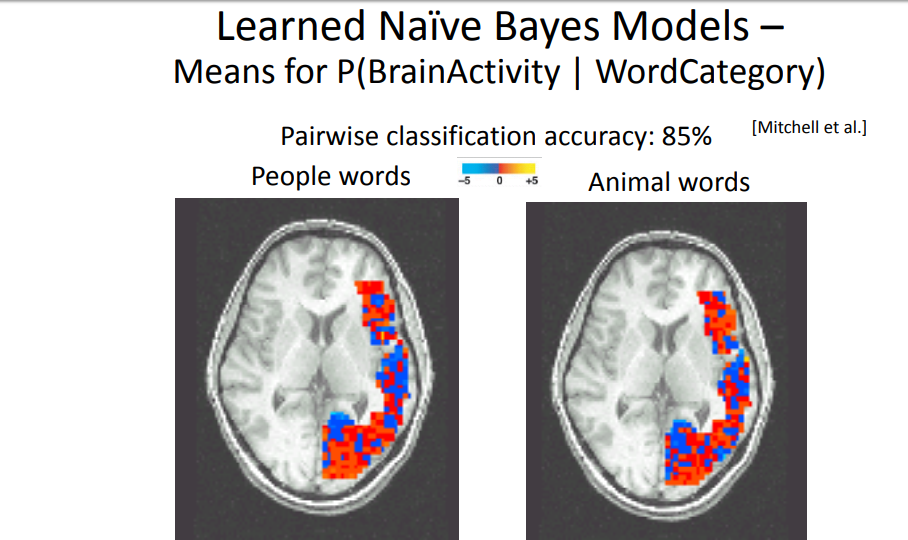 Learned Naïve Bayes Models –
Means for P(BrainActivity | WordCategory)
Pairwise classification accuracy: 85%
[Mitchell et al.]
People words
–5 0 +5
Animal words